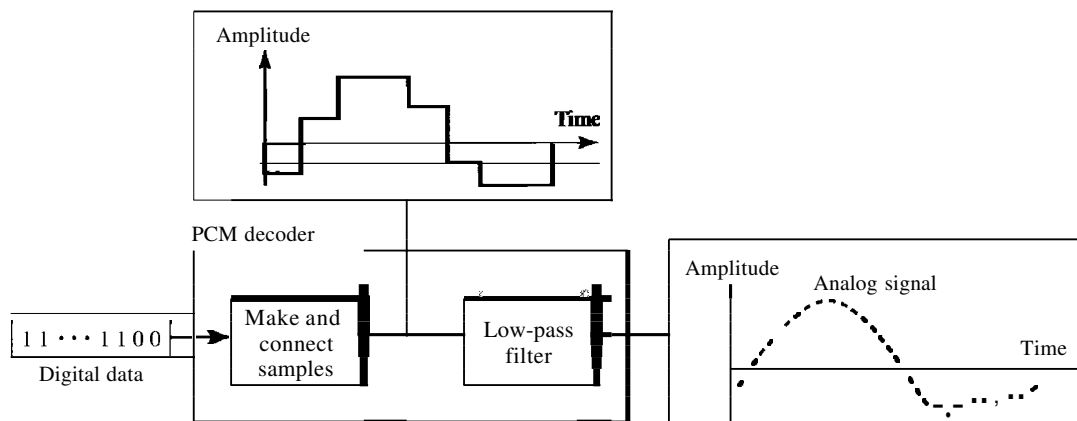 Amplitude
Time
PCM decoder
Amplitude
Analog signal
Make and
connect
samples
Low-pass
filter
11···1100
Time
Digital data